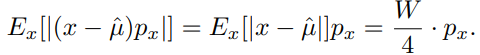 $E_x[|(x - \hat{\mu})p_x|] = E_x[|x - \hat{\mu}|]p_x = \frac{W}{4} \cdot p_x.$